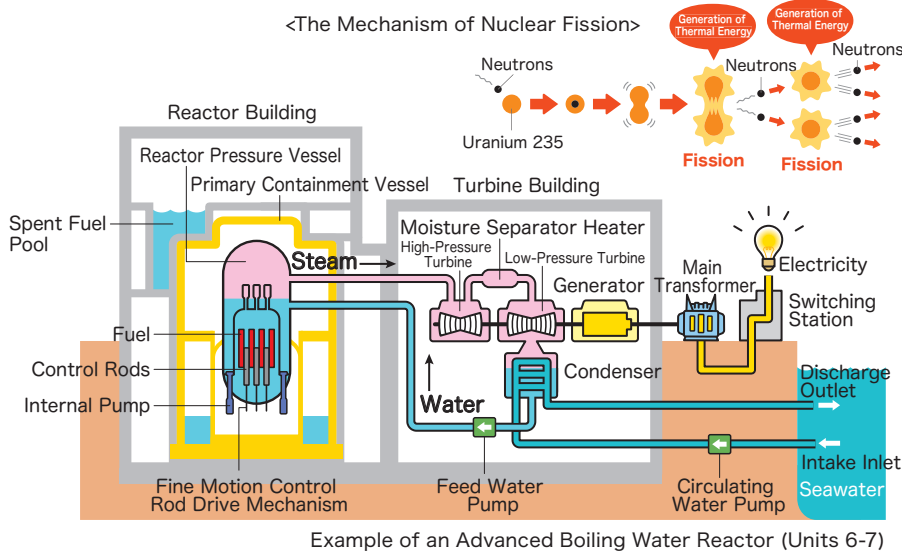 <The Mechanism of Nuclear Fission>
Generation of
Thermal Energy
Generation of
Thermal Energy
Neutrons
Neutrons
Neutrons
Uranium 235
Fission
Fission
Reactor Building
Reactor Pressure Vessel
Primary Containment Vessel
Turbine Building
Spent Fuel
Pool
Moisture Separator Heater
High-Pressure
Turbine
Low-Pressure Turbine
Steam
Generator
Main
Transformer
Electricity
Switching
Station
Fuel
Control Rods
Internal Pump
Condenser
Water
Discharge
Outlet
Intake Inlet
Seawater
Fine Motion Control
Rod Drive Mechanism
Feed Water
Pump
Circulating
Water Pump
Example of an Advanced Boiling Water Reactor (Units 6-7)